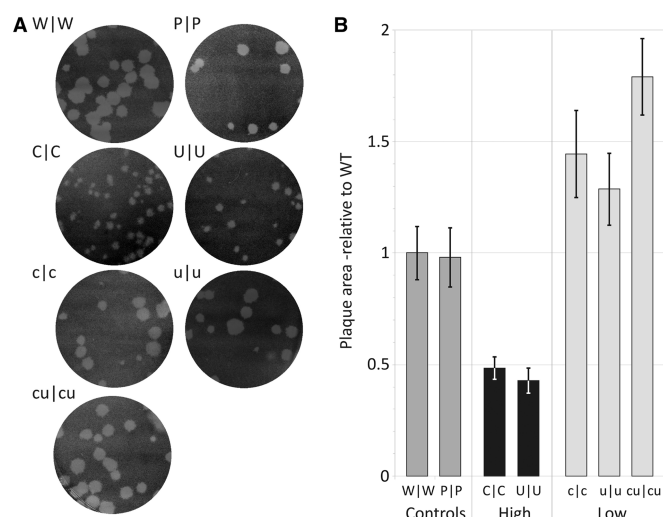 A
W|W P|P
C|C U|U
c|c u|u
cu|cu
B
Plaque area -relative to WT
2
1.5
1
0.5
0
W|W P|P C|C U|U c|c u|u cu|cu
Controls High Low